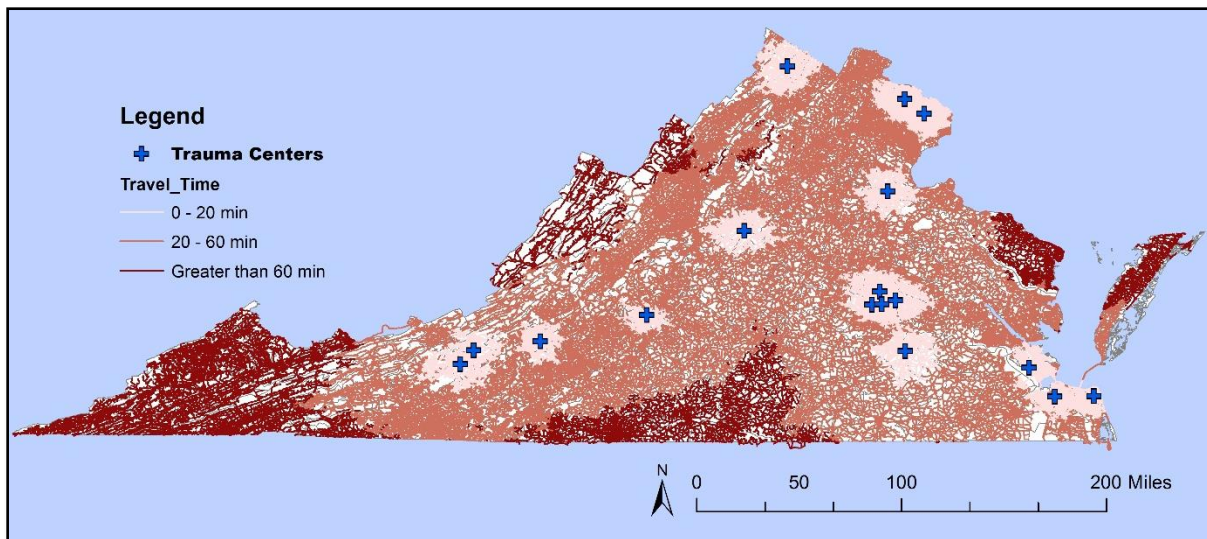 Legend
Trauma Centers
Travel_Time
0 - 20 min
20 - 60 min
Greater than 60 min
N
0 50 100 200 Miles